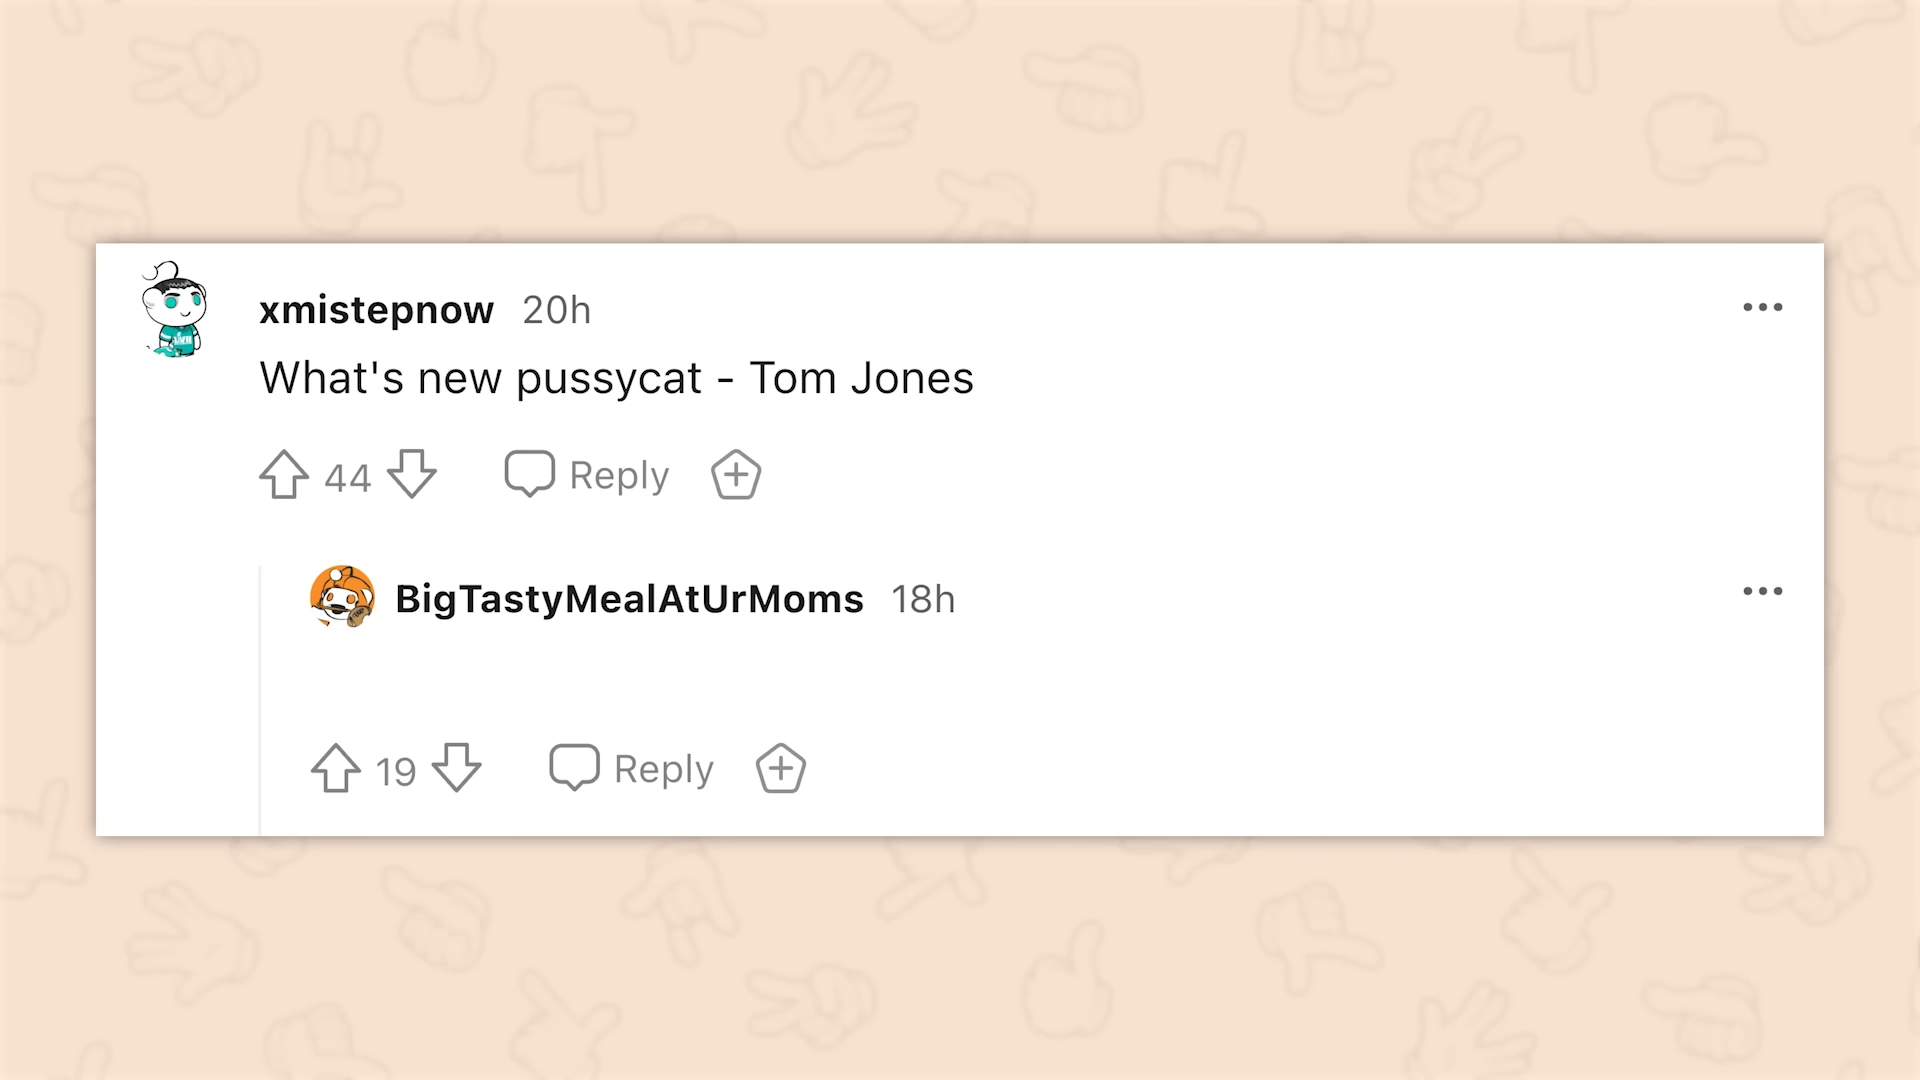 xmistepnow 20h
What's new pussycat - Tom Jones
44 Reply
BigTastyMealAtUrMoms 18h
19 Reply